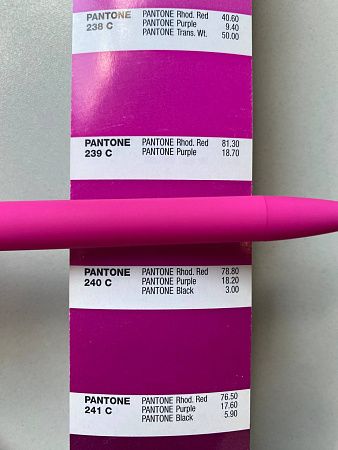 PANTONE PANTONE Rhod. Red 40.60
238 C PANTONE Purple 9.40
PANTONE Trans. Wt. 50.00
PANTONE PANTONE Rhod. Red 81.30
239 C PANTONE Purple 18.70
PANTONE PANTONE Rhod. Red 78.80
240 C PANTONE Purple 18.20
PANTONE Black 3.00
PANTONE PANTONE Rhod. Red 76.50
241 C PANTONE Purple 17.60
PANTONE Black 5.90